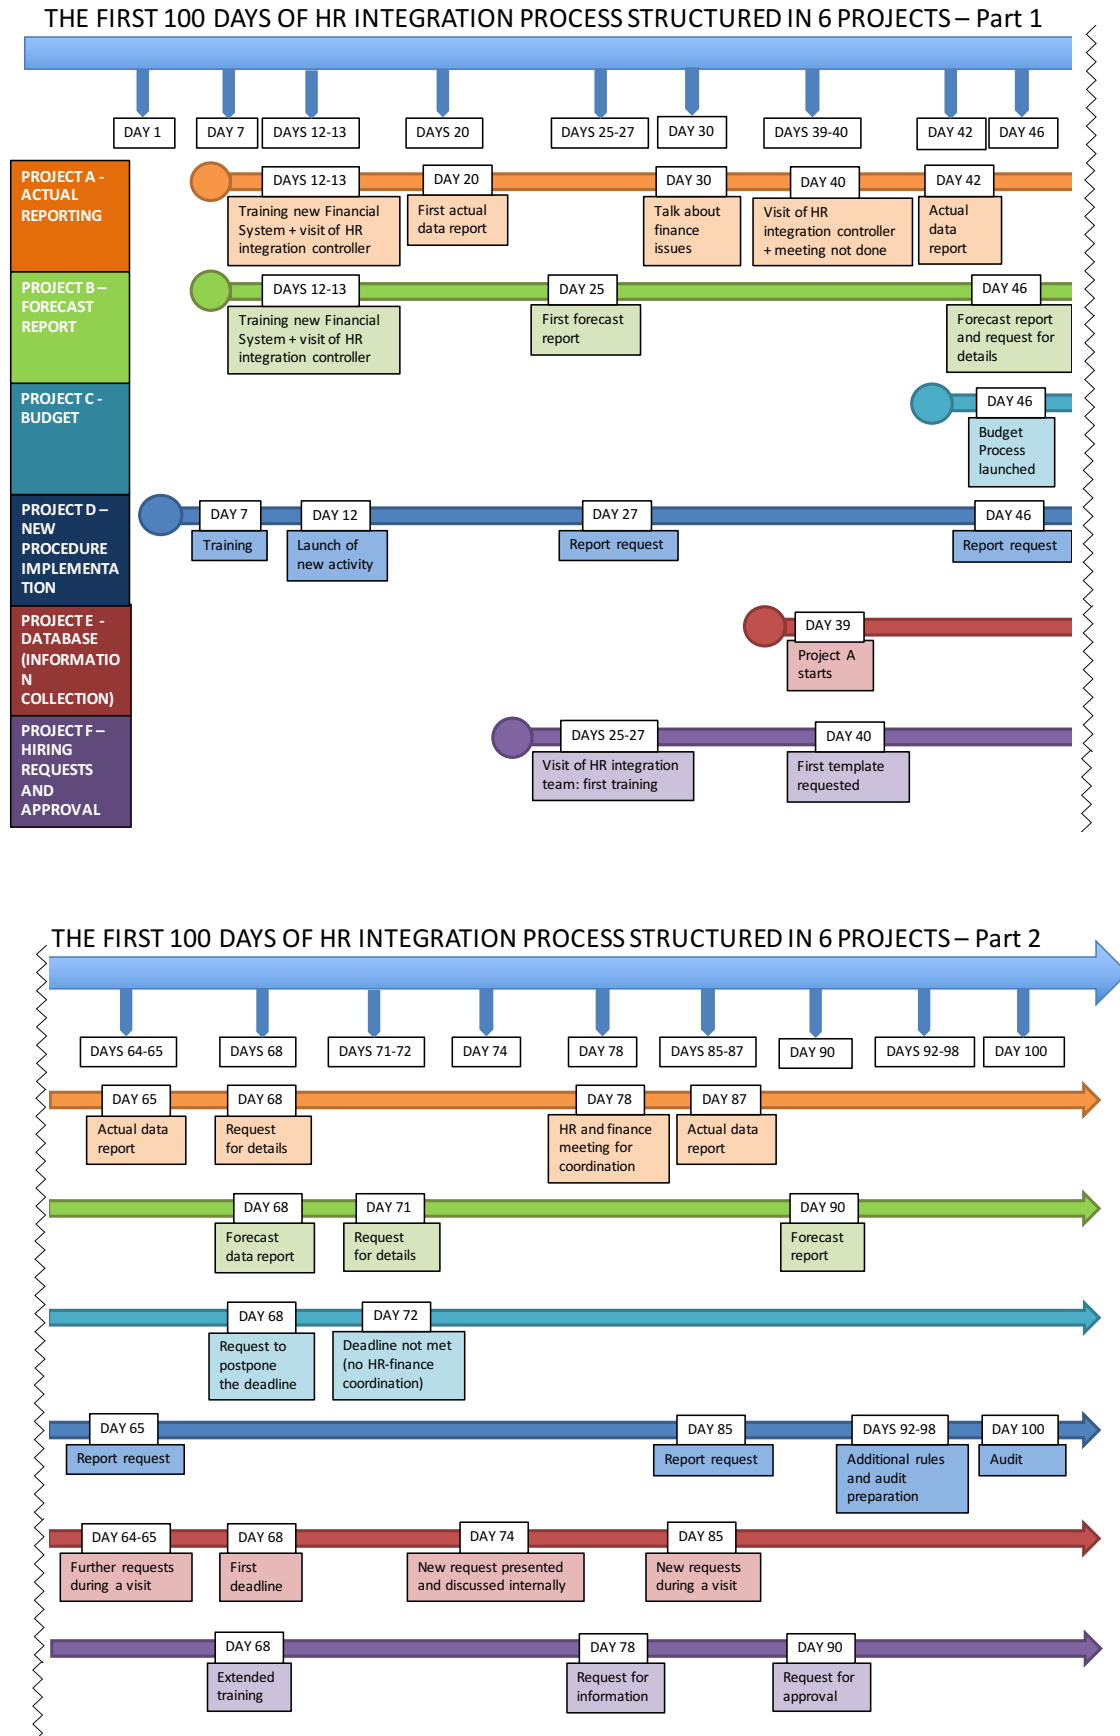 THE FIRST 100 DAYS OF HR INTEGRATION PROCESS STRUCTURED IN 6 PROJECTS – Part 1
DAY 1
DAY 7
DAYS 12-13
DAYS 20
DAYS 25-27
DAY 30
DAYS 39-40
DAY 42
DAY 46
PROJECT A -
ACTUAL
REPORTING
DAYS 12-13
Training new Financial
System + visit of HR
integration controller
DAY 20
First actual
data report
DAY 30
Talk about
finance
issues
DAY 40
Visit of HR
integration controller
+ meeting not done
DAY 42
Actual
data
report
PROJECT B –
FORECAST
REPORT
DAYS 12-13
Training new Financial
System + visit of HR
integration controller
DAY 25
First forecast
report
DAY 46
Forecast report
and request for
details
PROJECT C -
BUDGET
DAY 46
Budget
Process
launched
PROJECT D –
NEW
PROCEDURE
IMPLEMENTA
TION
DAY 7
Training
DAY 12
Launch of
new activity
DAY 27
Report request
DAY 46
Report request
PROJECT E -
DATABASE
(INFORMATIO
N
COLLECTION)
DAY 39
Project A
starts
PROJECT F –
HIRING
REQUESTS
AND
APPROVAL
DAYS 25-27
Visit of HR integration
team: first training
DAY 40
First template
requested
THE FIRST 100 DAYS OF HR INTEGRATION PROCESS STRUCTURED IN 6 PROJECTS – Part 2
DAYS 64-65
DAYS 68
DAYS 71-72
DAY 74
DAY 78
DAYS 85-87
DAY 90
DAYS 92-98
DAY 100
DAY 65
Actual data
report
DAY 68
Request
for details
DAY 78
HR and finance
meeting for
coordination
DAY 87
Actual data
report
DAY 68
Forecast
data report
DAY 71
Request
for details
DAY 90
Forecast
report
DAY 68
Request to
postpone
the deadline
DAY 72
Deadline not met
(no HR-finance
coordination)
DAY 65
Report request
DAY 85
Report request
DAYS 92-98
Additional rules
and audit
preparation
DAY 100
Audit
DAY 64-65
Further requests
during a visit
DAY 68
First
deadline
DAY 74
New request presented
and discussed internally
DAY 85
New requests
during a visit
DAY 68
Extended
training
DAY 78
Request for
information
DAY 90
Request for
approval